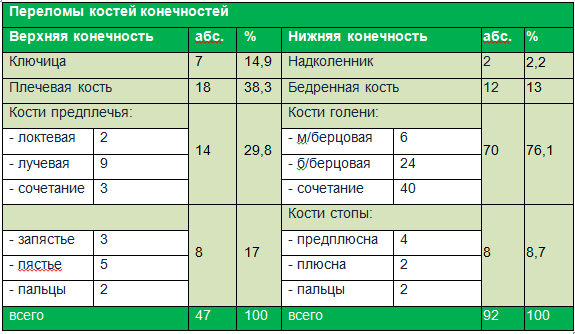 Переломы костей конечностей
Верхняя конечность абс. % Нижняя конечность абс. %
Ключица 7 14,9 Надколенник 2 2,2
Плечевая кость 18 38,3 Бедренная кость 12 13
Кости предплечья: 14 29,8 Кости голени: 70 76,1
- локтевая 2 - м/берцовая 6
- лучевая 9 - б/берцовая 24
- сочетание 3 - сочетание 40
8 17 Кости стопы: 8 8,7
- запястье 3 - предплюсна 4
- пястье 5 - плюсна 2
- пальцы 2 - пальцы 2
всего 47 100 всего 92 100